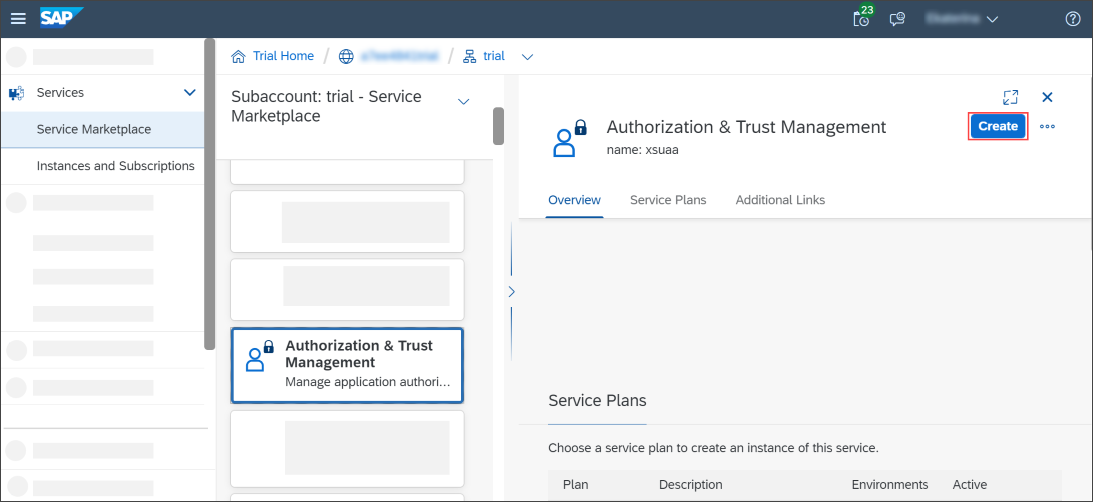 SAP
23
Trial Home / / trial
Services
Service Marketplace
Instances and Subscriptions
Subaccount: trial - Service
Marketplace
Authorization & Trust
Management
Manage application authori...
Authorization & Trust Management
name: xsuaa
Create
Overview Service Plans Additional Links
Service Plans
Choose a service plan to create an instance of this service.
Plan Description Environments Active